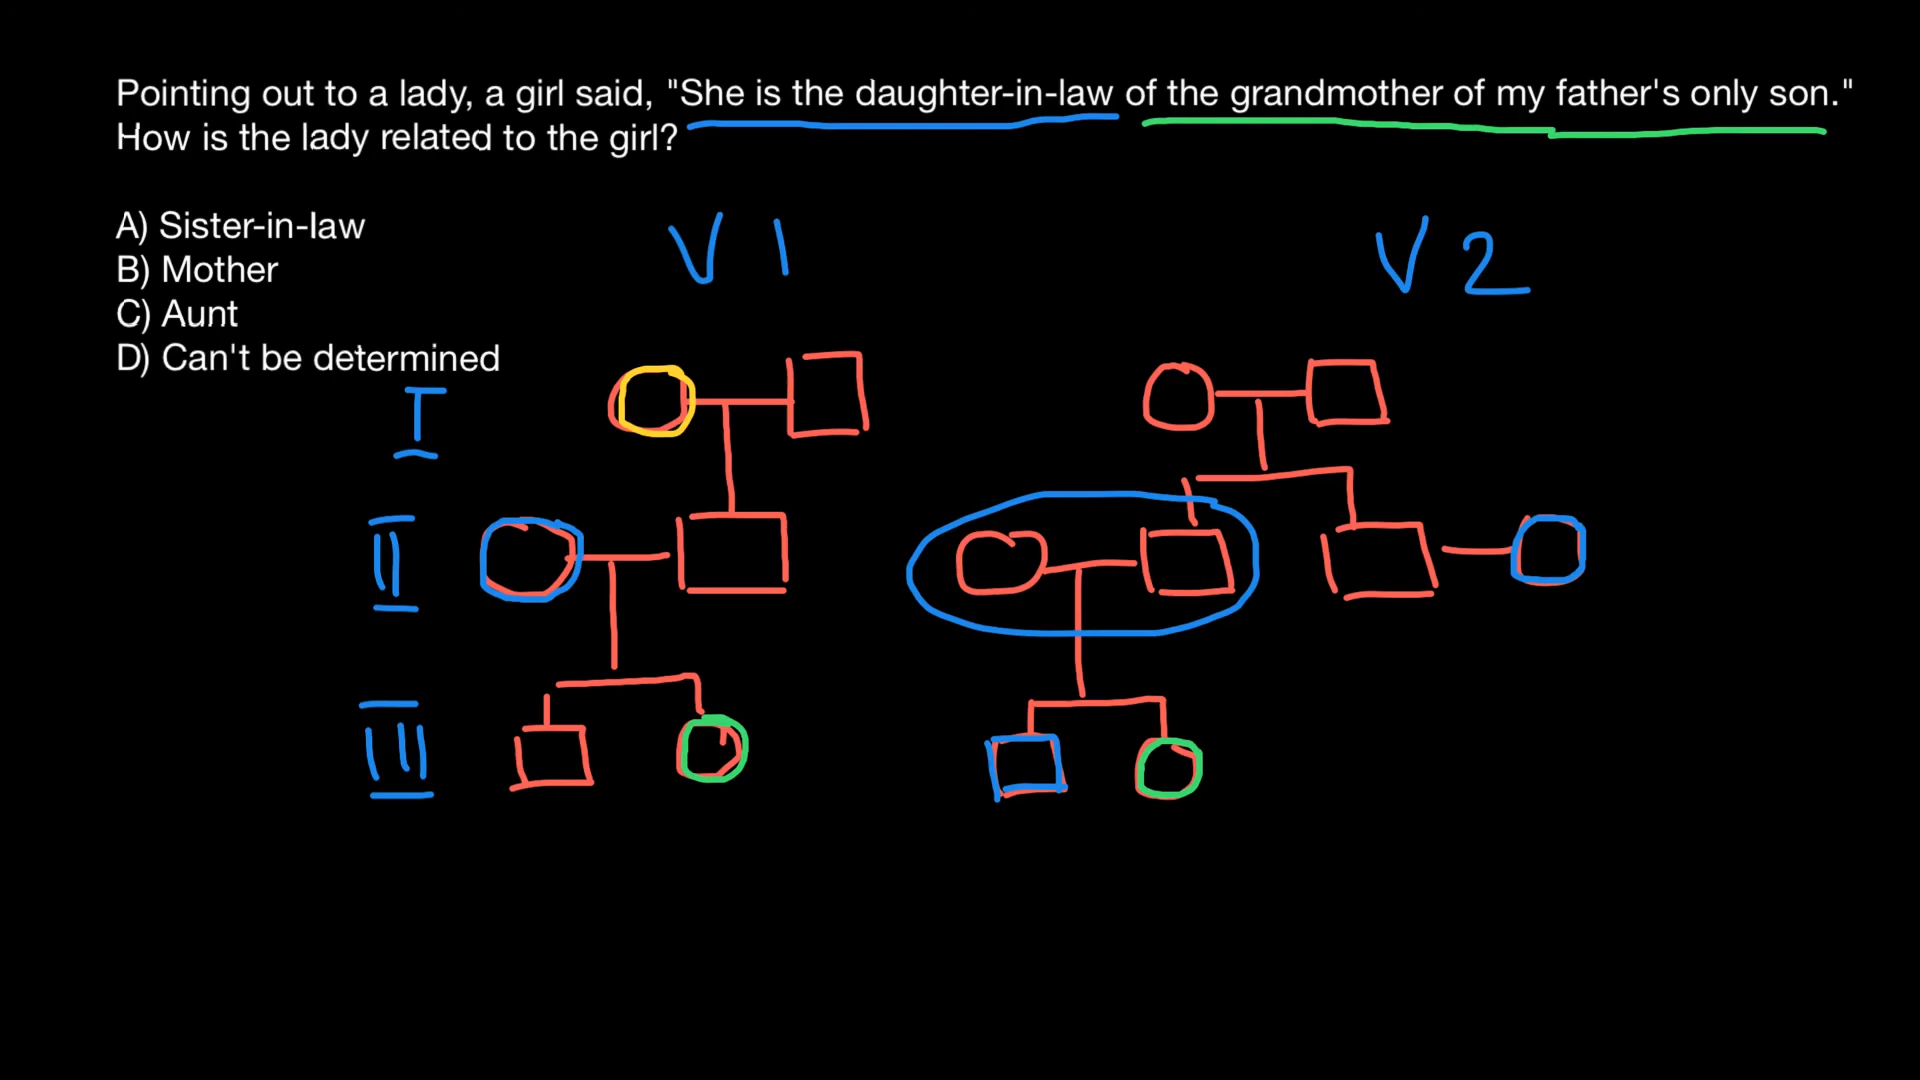 Pointing out to a lady, a girl said, "She is the daughter-in-law of the grandmother of my father's only son."
How is the lady related to the girl?
A) Sister-in-law
B) Mother
C) Aunt
D) Can't be determined
V 1
V 2
I
II
III